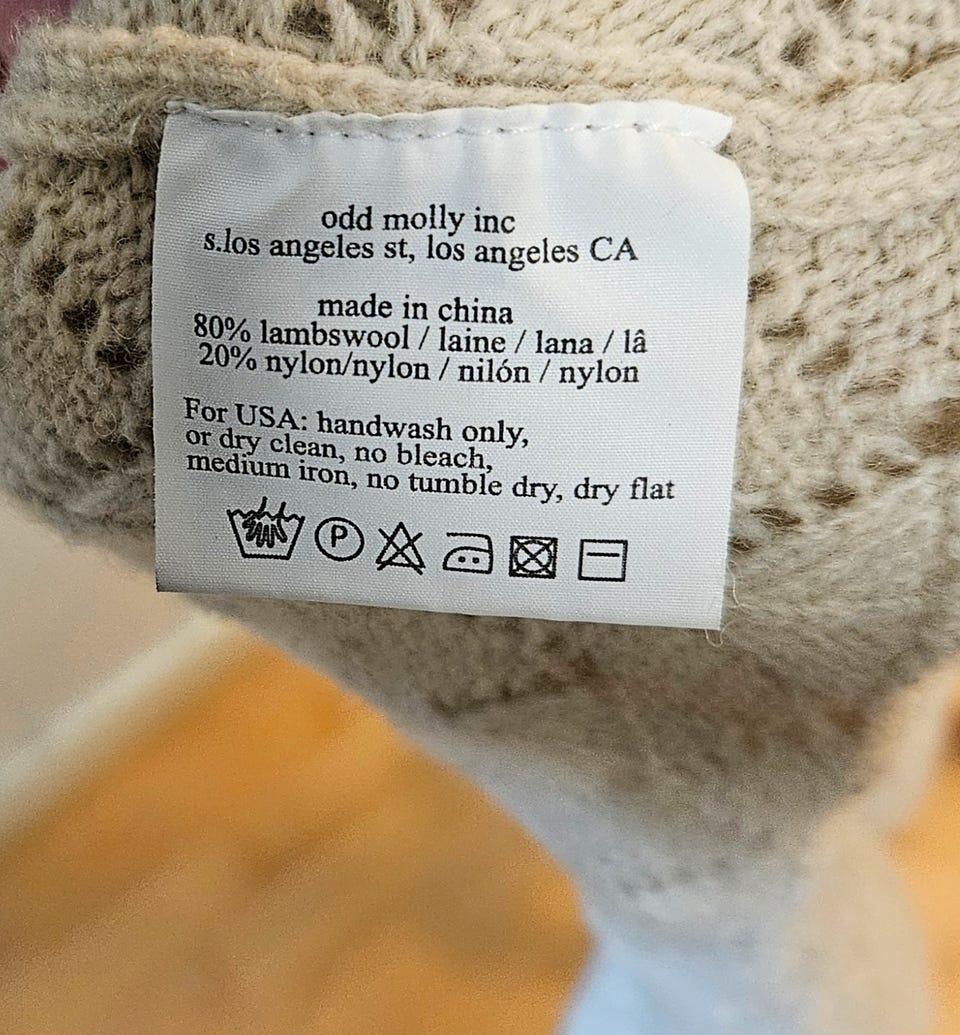 odd molly inc
s.los angeles st, los angeles CA
made in china
80% lambswool / laine / lana / lã
20% nylon/nylon / nilón / nylon
For USA: handwash only,
or dry clean, no bleach,
medium iron, no tumble dry, dry flat
P